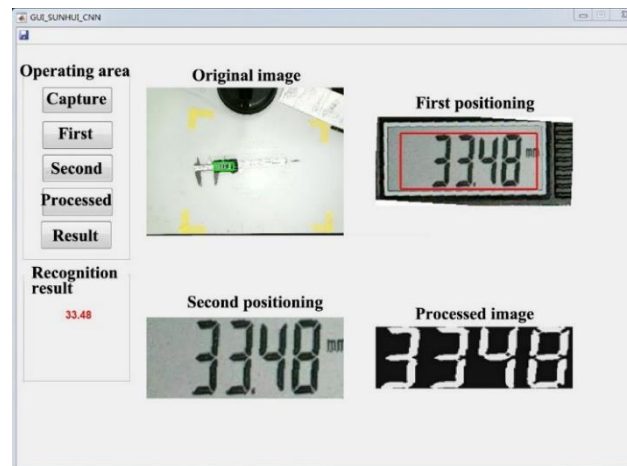 GUI_SUNHUI_CNN
Operating area
Capture
First
Second
Processed
Result
Recognition
result
33.48
Original image
First positioning
33.48 mm
Second positioning
33.48 mm
Processed image
3348